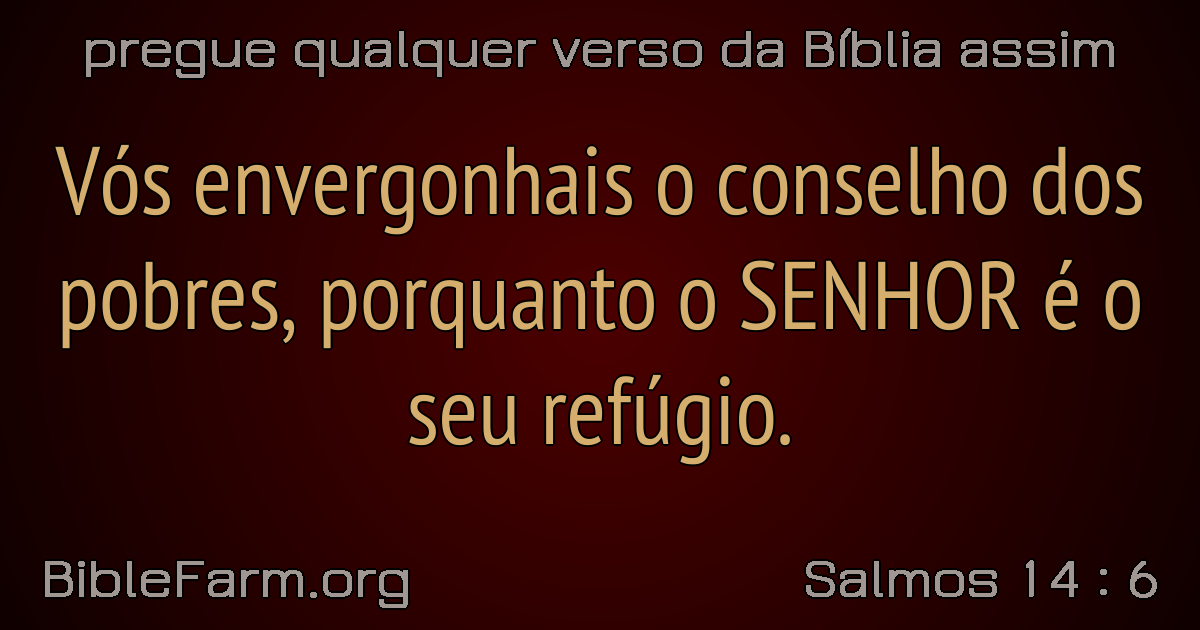 pregue qualquer verso da Bíblia assim
Vós envergonhais o conselho dos
pobres, porquanto o SENHOR é o
seu refúgio.
BibleFarm.org
Salmos 14 : 6